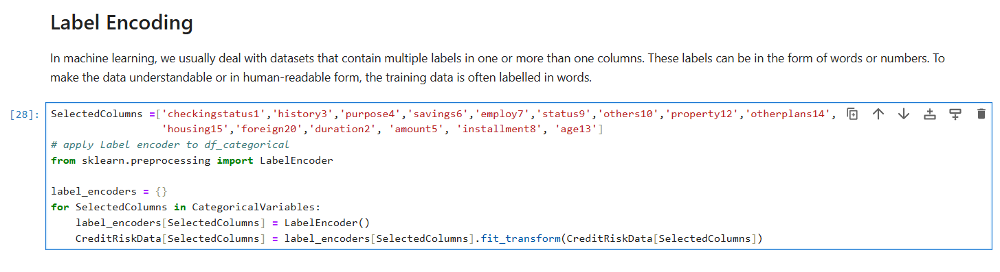 Label Encoding
In machine learning, we usually deal with datasets that contain multiple labels in one or more than one columns. These labels can be in the form of words or numbers. To
make the data understandable or in human-readable form, the training data is often labelled in words.
[28]: SelectedColumns =['checkingstatus1','history3','purpose4','savings6','employ7','status9','others10','property12','otherplans14',
'housing15','foreign20','duration2', 'amount5', 'installment8', 'age13']
# apply Label encoder to df_categorical
from sklearn.preprocessing import LabelEncoder
label_encoders = {}
for SelectedColumns in CategoricalVariables:
label_encoders[SelectedColumns] = LabelEncoder()
CreditRiskData[SelectedColumns] = label_encoders[SelectedColumns].fit_transform(CreditRiskData[SelectedColumns])